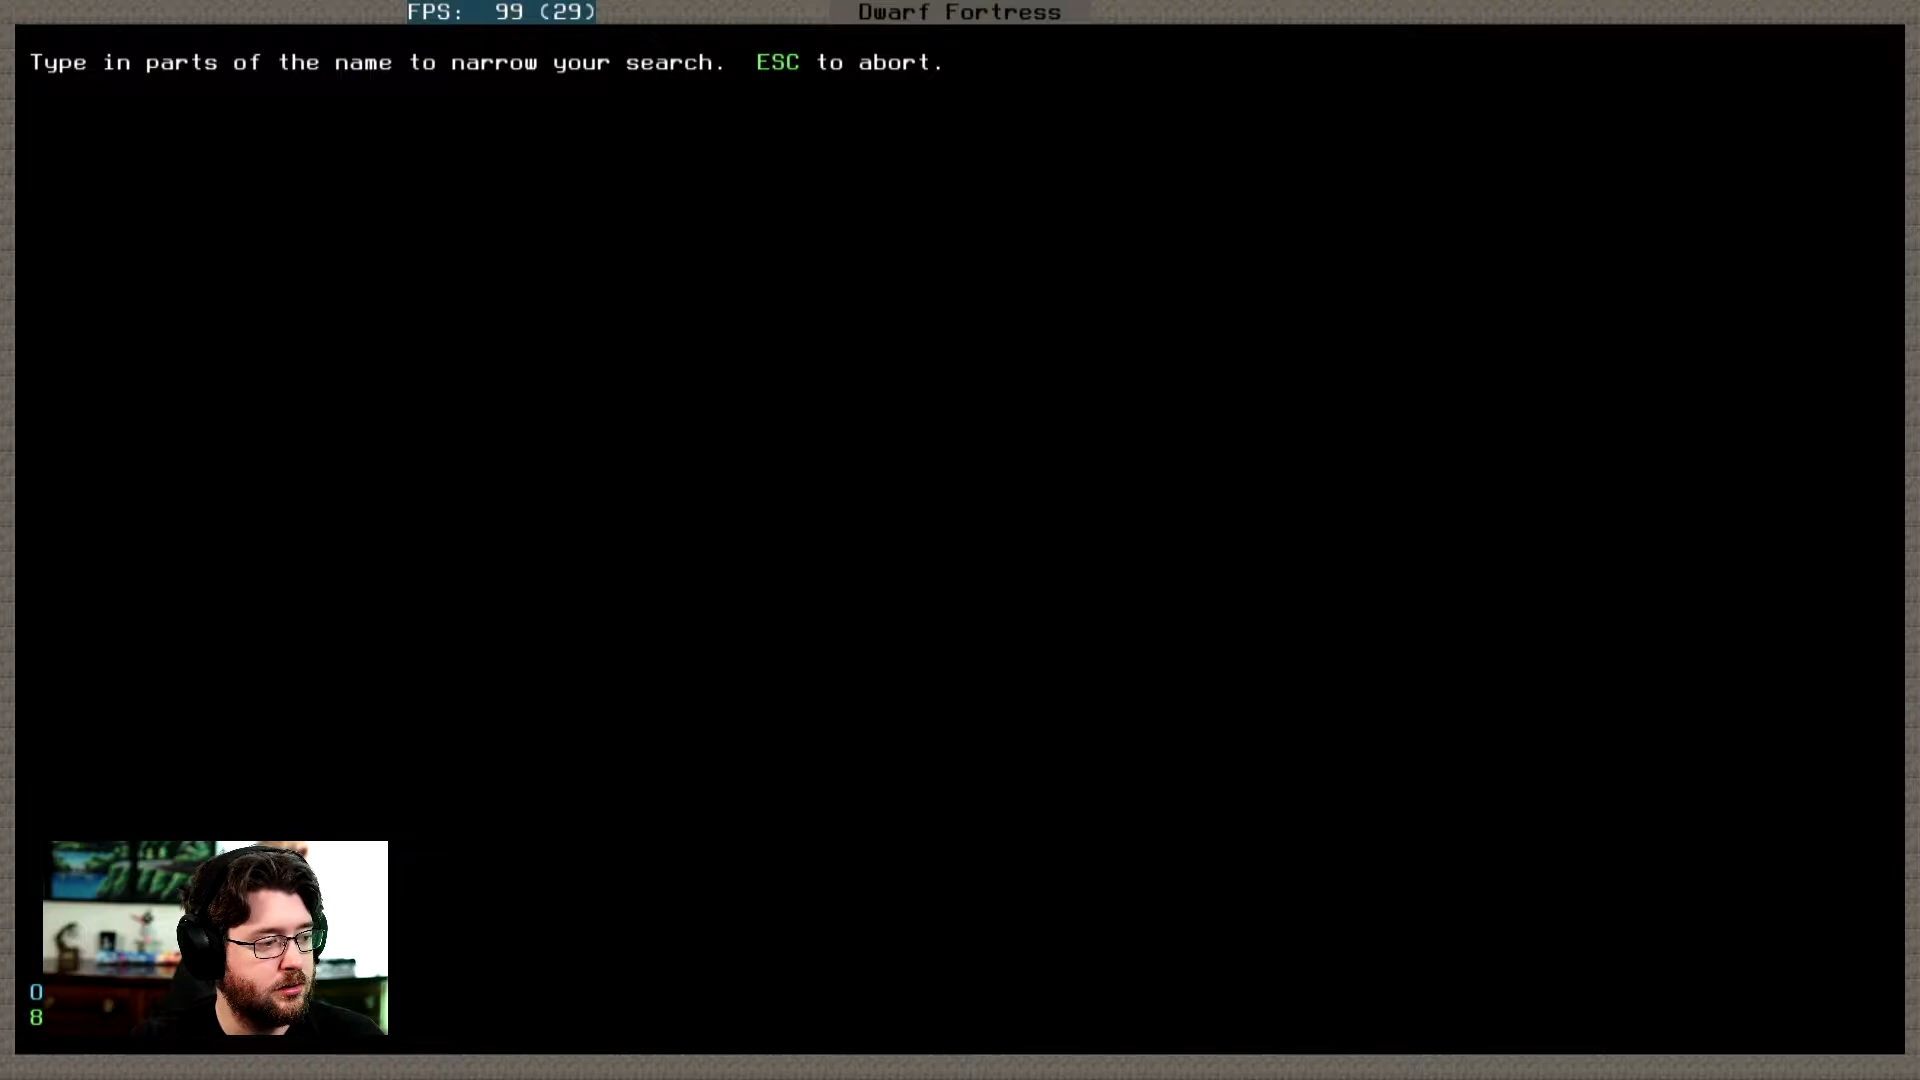 FPS: 99 (29)
Dwarf Fortress
Type in parts of the name to narrow your search. ESC to abort.
0
8